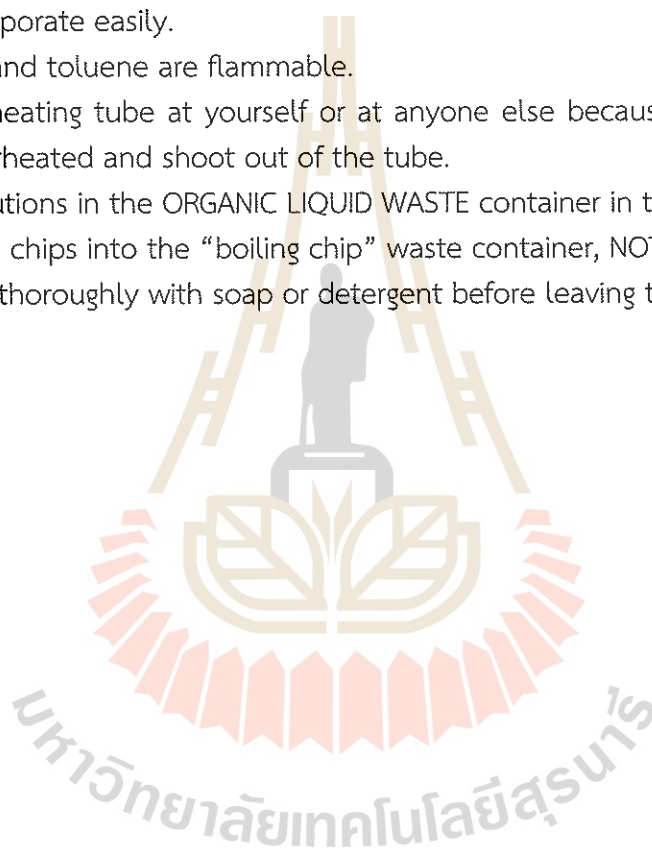 porate easily.
and toluene are flammable.
heating tube at yourself or at anyone else becaus
rheated and shoot out of the tube.
utions in the ORGANIC LIQUID WASTE container in t
chips into the "boiling chip" waste container, NOT
thoroughly with soap or detergent before leaving t
มหาวิทยาลัยเทคโนโลยีสุรนารี